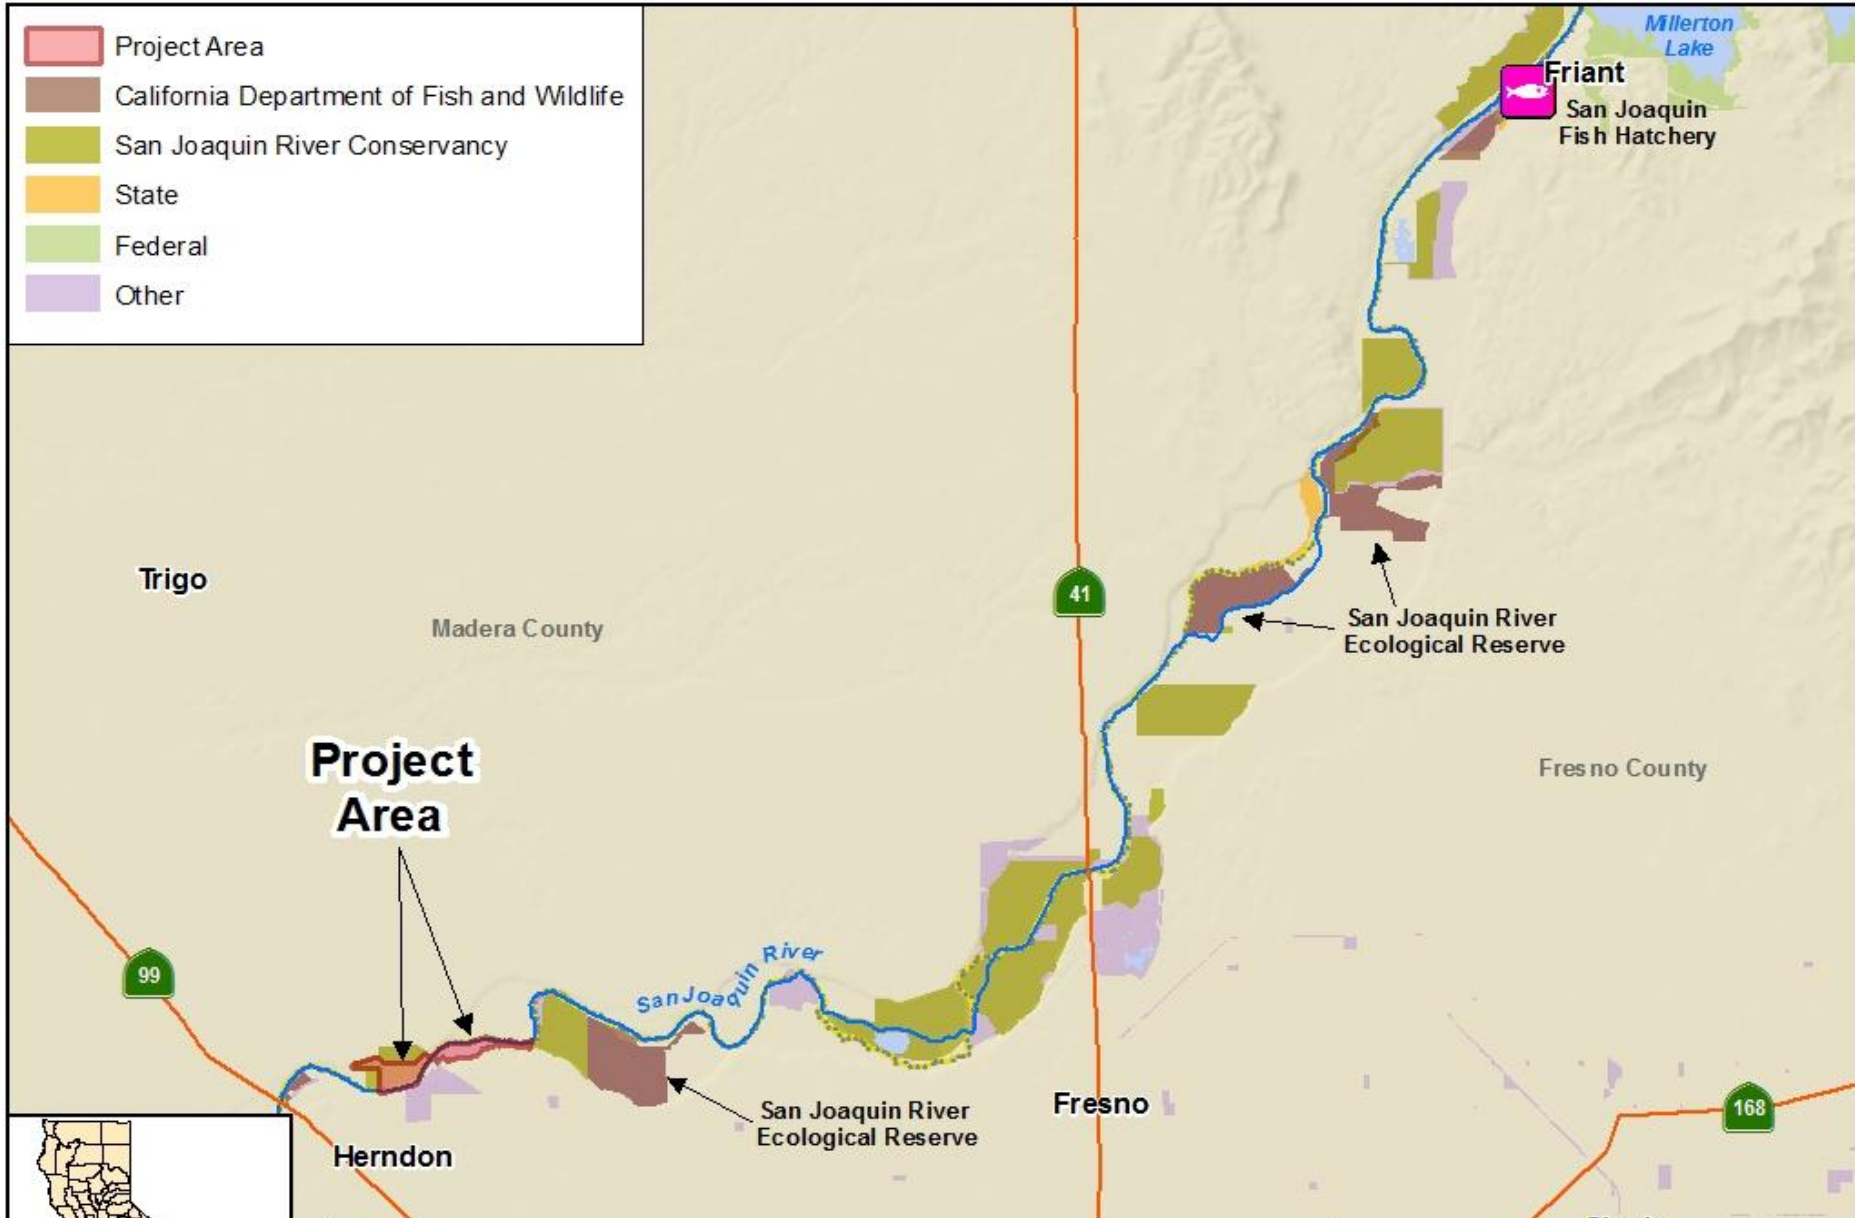 Project Area
California Department of Fish and Wildlife
San Joaquin River Conservancy
State
Federal
Other
Millerton
Lake
Friant
San Joaquin
Fish Hatchery
Trigo
Madera County
41
San Joaquin River
Ecological Reserve
Project
Area
Fresno County
99
San Joaquin River
San Joaquin River
Ecological Reserve
Fresno
168
Herndon